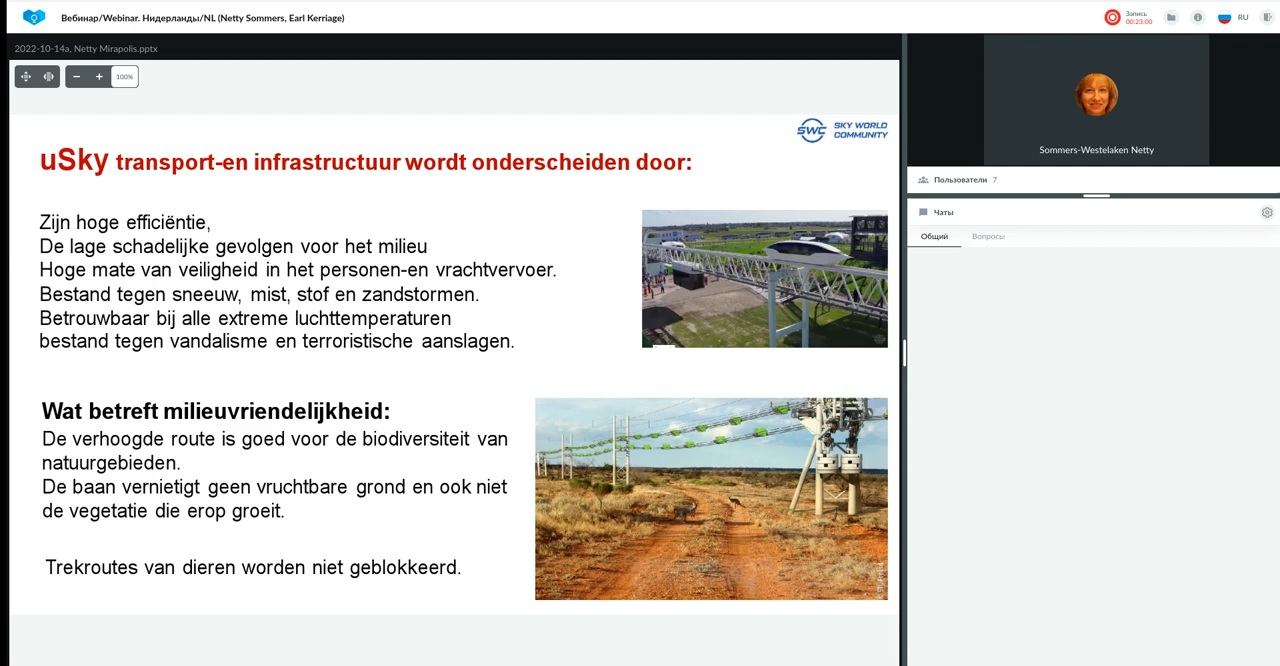 Вебинар/Webinar. Нидерланды/NL (Netty Sommers, Earl Kerriage)
Запись
00:23:00
RU
2022-10-14a, Netty Mirapolis.pptx
100%
SWC SKY WORLD
COMMUNITY
uSky transport-en infrastructuur wordt onderscheiden door:
Zijn hoge efficiëntie,
De lage schadelijke gevolgen voor het milieu
Hoge mate van veiligheid in het personen-en vrachtvervoer.
Bestand tegen sneeuw, mist, stof en zandstormen.
Betrouwbaar bij alle extreme luchttemperaturen
bestand tegen vandalisme en terroristische aanslagen.
Wat betreft milieuvriendelijkheid:
De verhoogde route is goed voor de biodiversiteit van
natuurgebieden.
De baan vernietigt geen vruchtbare grond en ook niet
de vegetatie die erop groeit.
Trekroutes van dieren worden niet geblokkeerd.
Sommers-Westelaken Netty
Пользователи 7
Чаты
Общий
Вопросы